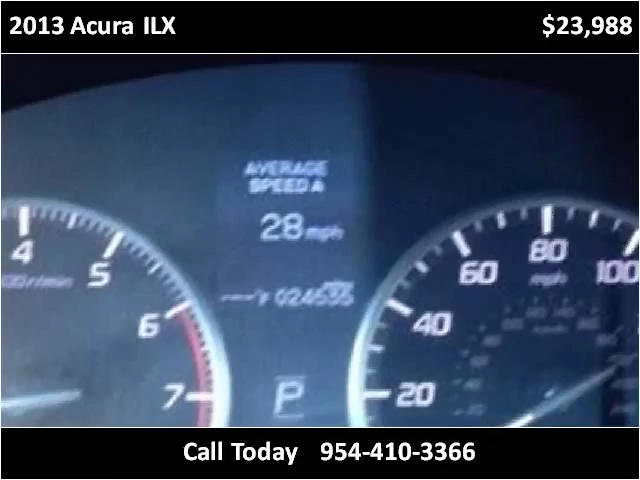 2013 Acura ILX $23,988
AVERAGE
SPEED A
28 mph
4 5 6 7
024535
P
20 40 60 80 100
mph
Call Today 954-410-3366